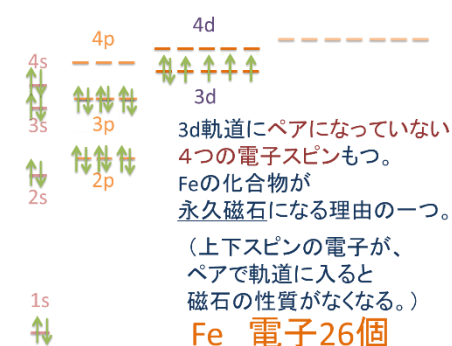 4p
4d
4s
3s
3p
3d
2p
2s
1s
3d軌道にペアになっていない
４つの電子スピンもつ。
Feの化合物が
永久磁石になる理由の一つ。
（上下スピンの電子が、
ペアで軌道に入ると
磁石の性質がなくなる。）
Fe 電子26個